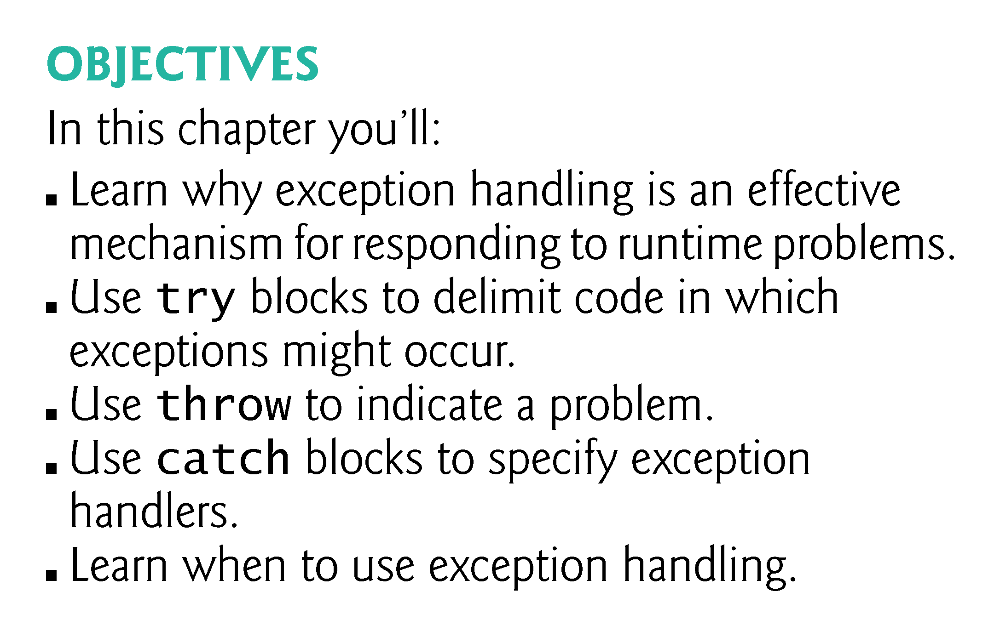 OBJECTIVES
In this chapter you’ll:
■ Learn why exception handling is an effective
mechanism for responding to runtime problems.
■ Use try blocks to delimit code in which
exceptions might occur.
■ Use throw to indicate a problem.
■ Use catch blocks to specify exception
handlers.
■ Learn when to use exception handling.